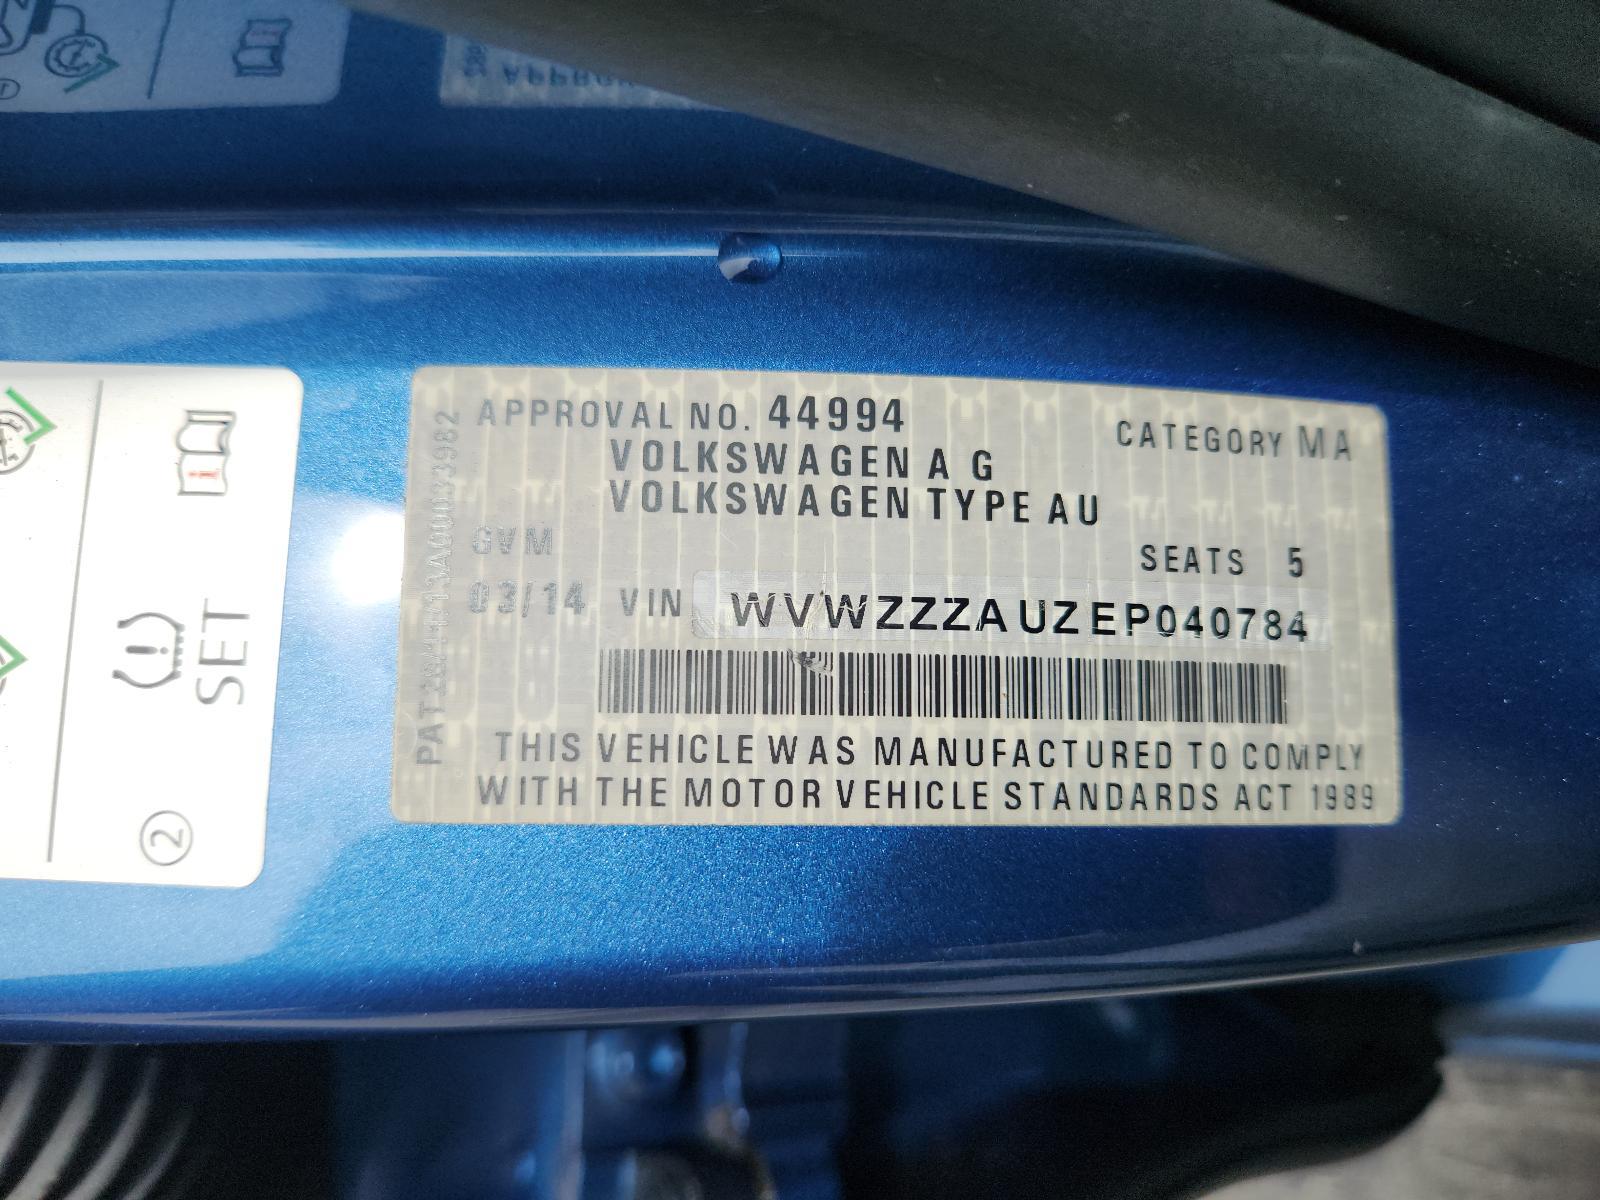 APPROVAL NO. 44994
CATEGORY MA
VOLKSWAGEN A G
VOLKSWAGEN TYPE AU
GVM
SEATS 5
03/14 VIN WVWZZZAUZEP040784
THIS VEHICLE WAS MANUFACTURED TO COMPLY
WITH THE MOTOR VEHICLE STANDARDS ACT 1989
SET
2